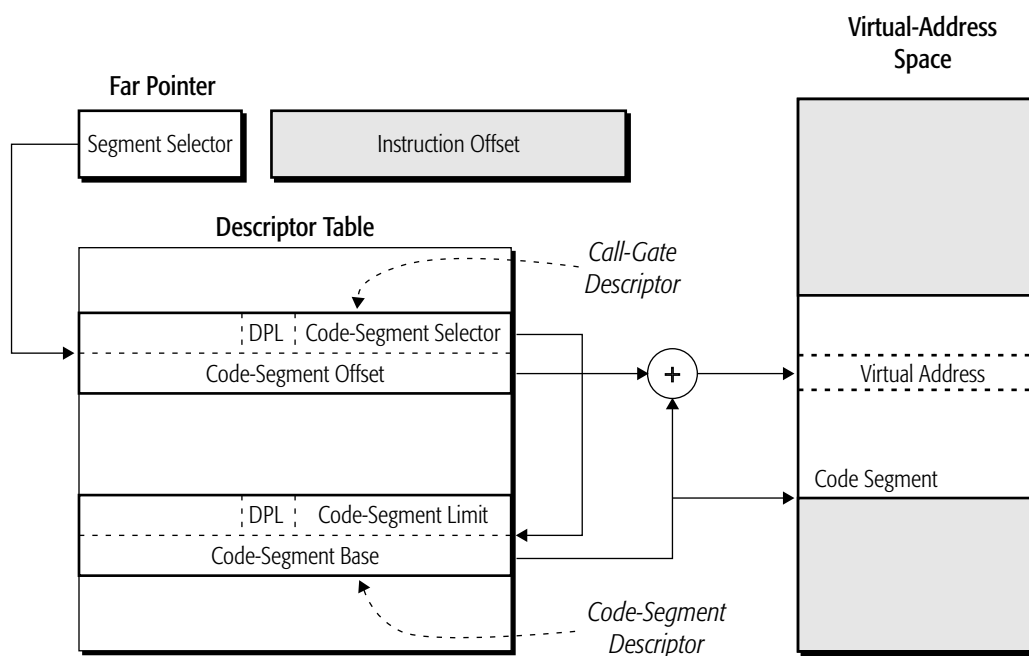 Virtual-Address
Space
Far Pointer
Segment Selector
Instruction Offset
Descriptor Table
Call-Gate
Descriptor
DPL
Code-Segment Selector
Code-Segment Offset
+
Virtual Address
Code Segment
DPL
Code-Segment Limit
Code-Segment Base
Code-Segment
Descriptor